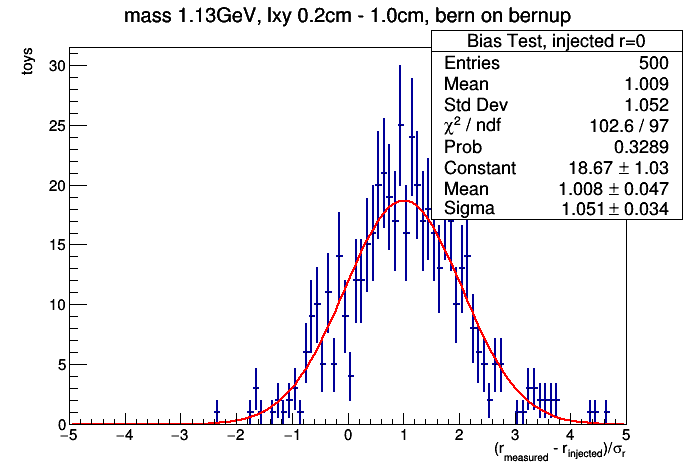 mass 1.13GeV, lxy 0.2cm - 1.0cm, bern on bernup
Bias Test, injected r=0
Entries 500
Mean 1.009
Std Dev 1.052
χ² / ndf 102.6 / 97
Prob 0.3289
Constant 18.67 ± 1.03
Mean 1.008 ± 0.047
Sigma 1.051 ± 0.034
toys
30
25
20
15
10
5
0
−5 −4 −3 −2 −1 0 1 2 3 4 5
(r_measured - r_injected)/σ_r